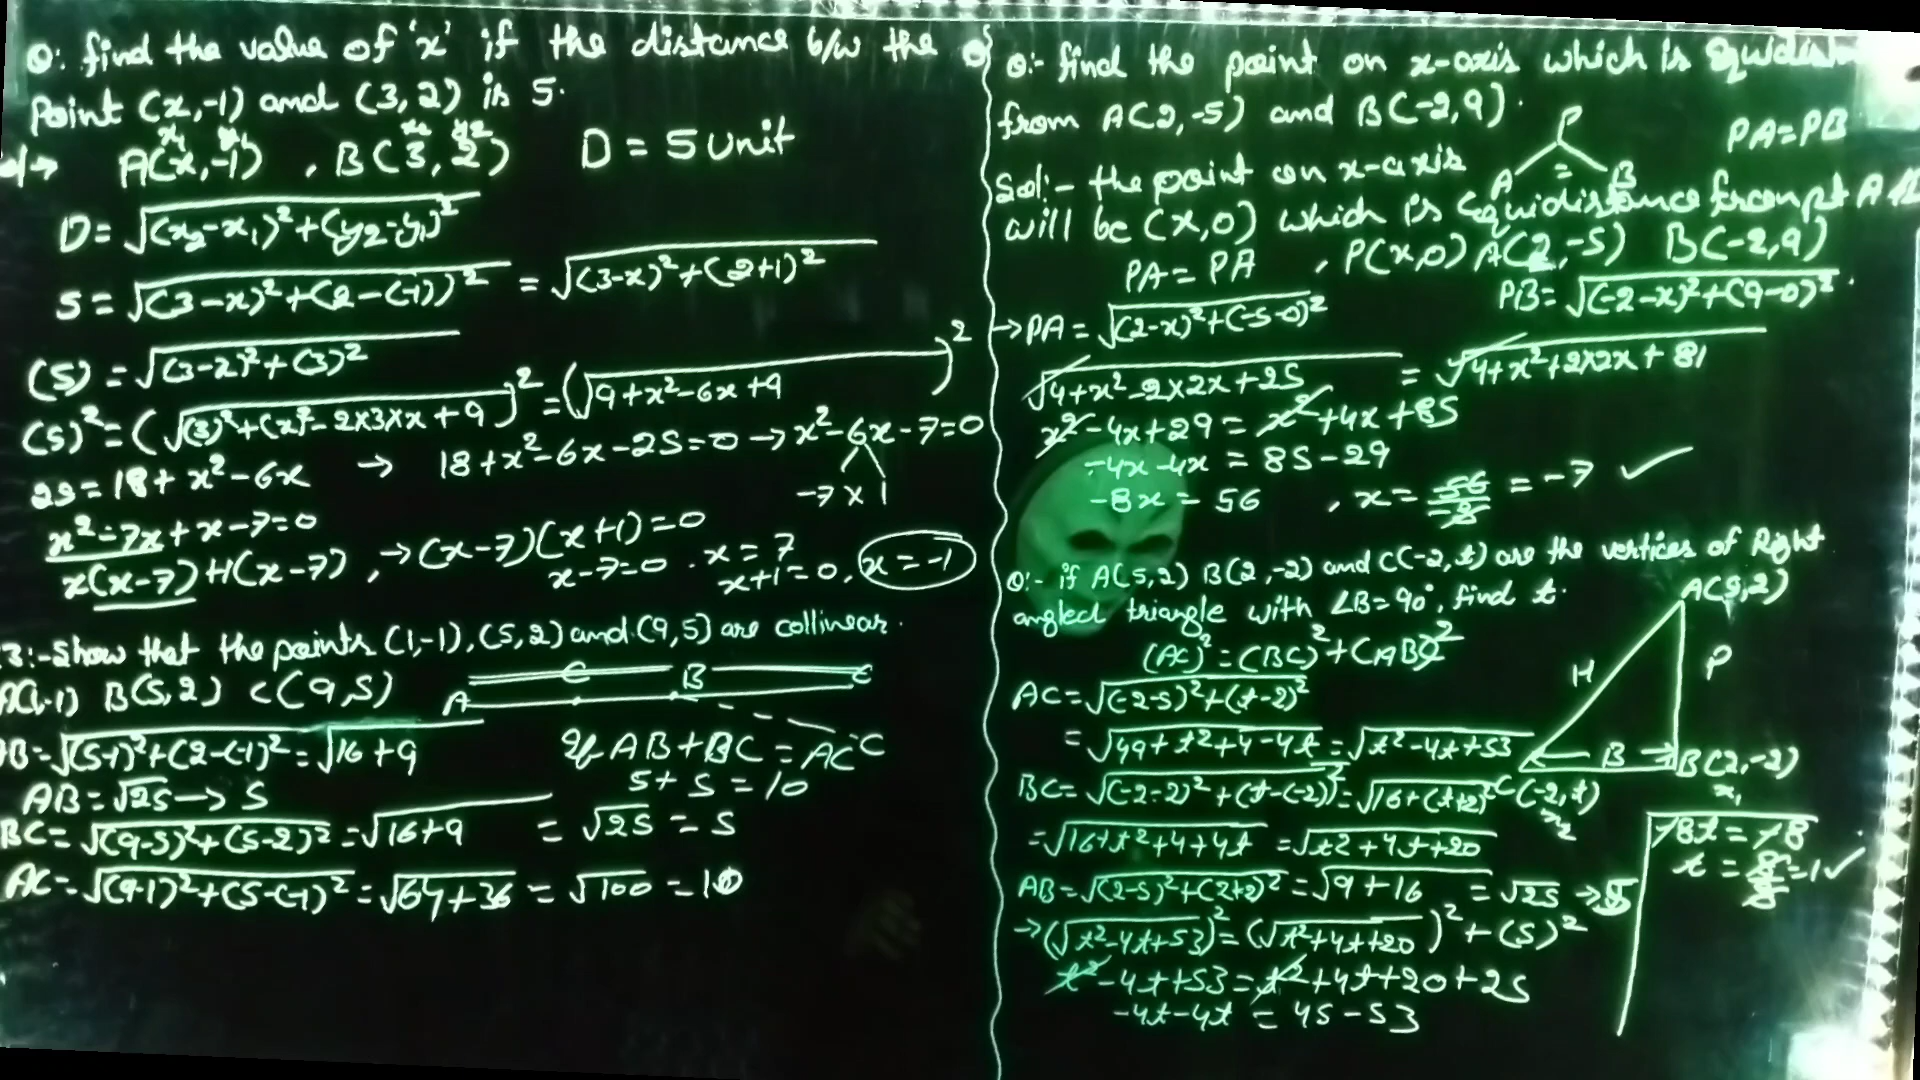 Q: find the value of 'x' if the distance b/w the
Point (x,-1) and (3,2) is 5.
x₁ y₁ x₂ y₂
A(x,-1) , B(3,2) D = 5 unit
D = √(x₂-x₁)²+(y₂-y₁)²
5 = √(3-x)²+(2-(-1))² = √(3-x)²+(2+1)²
(5) = √(3-x)²+(3)²
(5)² = (√(3)²+(x)²-2×3×x+9)² = (√9+x²-6x+9)²
25 = 18+x²-6x → 18+x²-6x-25=0 → x²-6x-7=0
-7 × 1
x²-7x+x-7=0
x(x-7)+1(x-7) , → (x-7)(x+1)=0
x-7=0 . x=7
x+1=0, x=-1
3:- Show that the points (1,-1), (5,2) and (9,5) are collinear.
A(1,-1) B(5,2) C(9,5)
A C B C
AB=√(5-1)²+(2-(-1)²=√16+9
If AB+BC=AC C
AB=√25→5
5+5=10
BC=√(9-5)²+(5-2)²=√16+9 = √25 = 5
AC=√(9-1)²+(5-(-1)²=√64+36 = √100 = 10
Q:- find the point on x-axis which is
from A(2,-5) and B(-2,9).
P
A = B
PA=PB
Sol:- the point on x-axis
will be (x,0) which is equidistance from pt A
PA = PA , P(x,0) A(2,-5) B(-2,9)
→PA=√(2-x)²+(-5-0)² PB=√(-2-x)²+(9-0)².
√4+x²-2×2x+25 = √4+x²+2×2x+81
x²-4x+29=x²+4x+85
-4x-4x = 85-29
-8x = 56 , x = 56/-8 = -7 ✓
Q:- if A(5,2) B(2,-2) and C(-2,t) are the vertices of Right
angled triangle with ∠B=90°, find t.
A(5,2)
(AC)²=(BC)²+(AB)²
H P
AC=√(-2-5)²+(t-2)²
=√49+t²+4-4t=√t²-4t+53
B B(2,-2)
x₁
BC=√(-2-2)²+(t-(-2))²=√16+(t+2)²
C(-2,t)
x₂
=√16+t²+4+4t =√t2+4t+20
AB=√(2-5)²+(2+2)²=√9+16 = √25 →5
→(√t²-4t+53)²=(√t²+4t+20)²+(5)²
t²-4t+53=t²+4t+20+25
-4t-4t = 45-53
-8t=-8
t=8/8=1✓